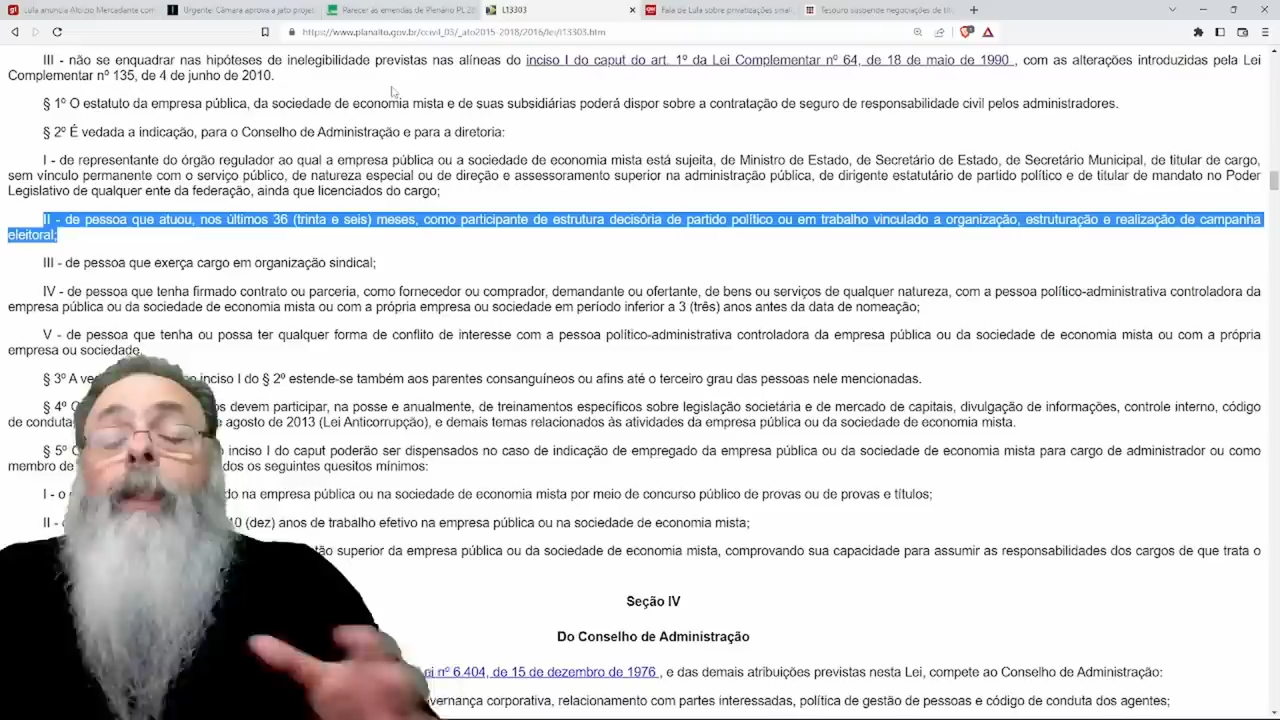 Lula anuncia Aloizio Mercadante com
Urgente: Câmara aprova a jato projet
Parecer às emendas de Plenário PL 28
L13303
Fala de Lula sobre privatizações sinali
Tesouro suspende negociações de tít
https://www.planalto.gov.br/ccivil_03/_ato2015-2018/2016/lei/l13303.htm
III - não se enquadrar nas hipóteses de inelegibilidade previstas nas alíneas do inciso I do caput do art. 1º da Lei Complementar nº 64, de 18 de maio de 1990 , com as alterações introduzidas pela Lei
Complementar nº 135, de 4 de junho de 2010.
§ 1º O estatuto da empresa pública, da sociedade de economia mista e de suas subsidiárias poderá dispor sobre a contratação de seguro de responsabilidade civil pelos administradores.
§ 2º É vedada a indicação, para o Conselho de Administração e para a diretoria:
I - de representante do órgão regulador ao qual a empresa pública ou a sociedade de economia mista está sujeita, de Ministro de Estado, de Secretário de Estado, de Secretário Municipal, de titular de cargo,
sem vínculo permanente com o serviço público, de natureza especial ou de direção e assessoramento superior na administração pública, de dirigente estatutário de partido político e de titular de mandato no Poder
Legislativo de qualquer ente da federação, ainda que licenciados do cargo;
II - de pessoa que atuou, nos últimos 36 (trinta e seis) meses, como participante de estrutura decisória de partido político ou em trabalho vinculado a organização, estruturação e realização de campanha
eleitoral;
III - de pessoa que exerça cargo em organização sindical;
IV - de pessoa que tenha firmado contrato ou parceria, como fornecedor ou comprador, demandante ou ofertante, de bens ou serviços de qualquer natureza, com a pessoa político-administrativa controladora da
empresa pública ou da sociedade de economia mista ou com a própria empresa ou sociedade em período inferior a 3 (três) anos antes da data de nomeação;
V - de pessoa que tenha ou possa ter qualquer forma de conflito de interesse com a pessoa político-administrativa controladora da empresa pública ou da sociedade de economia mista ou com a própria
empresa ou sociedade.
§ 3º A inciso I do § 2º estende-se também aos parentes consanguíneos ou afins até o terceiro grau das pessoas nele mencionadas.
§ 4º devem participar, na posse e anualmente, de treinamentos específicos sobre legislação societária e de mercado de capitais, divulgação de informações, controle interno, código
de conduta, agosto de 2013 (Lei Anticorrupção), e demais temas relacionados às atividades da empresa pública ou da sociedade de economia mista.
§ 5º inciso I do caput poderão ser dispensados no caso de indicação de empregado da empresa pública ou da sociedade de economia mista para cargo de administrador ou como
membro de os seguintes quesitos mínimos:
I - o na empresa pública ou na sociedade de economia mista por meio de concurso público de provas ou de provas e títulos;
II - 10 (dez) anos de trabalho efetivo na empresa pública ou na sociedade de economia mista;
superior da empresa pública ou da sociedade de economia mista, comprovando sua capacidade para assumir as responsabilidades dos cargos de que trata o
Seção IV
Do Conselho de Administração
nº 6.404, de 15 de dezembro de 1976 , e das demais atribuições previstas nesta Lei, compete ao Conselho de Administração:
corporativa, relacionamento com partes interessadas, política de gestão de pessoas e código de conduta dos agentes;